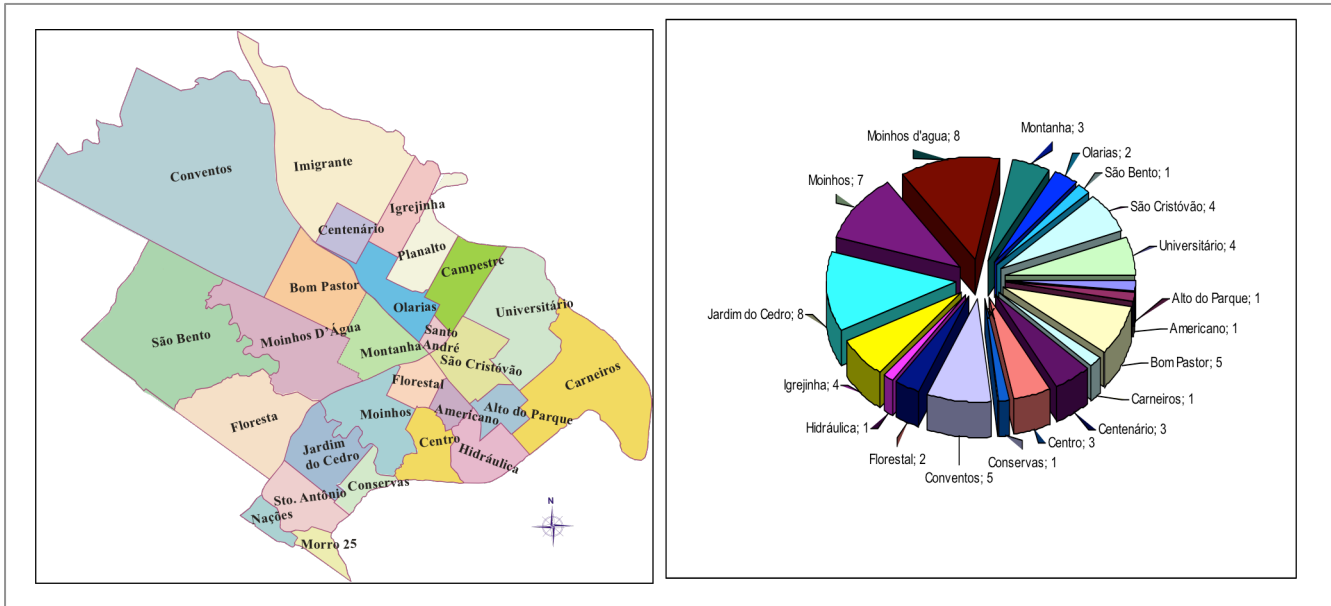 Conventos
Imigrante
Igrejinha
Centenário
Planalto
Campestre
Bom Pastor
Olarias
Universitário
São Bento
Moinhos D'Água
Santo
André
Montanha
São Cristóvão
Carneiros
Florestal
Floresta
Moinhos
Americano
Alto do Parque
Jardim
do Cedro
Centro
Hidráulica
Conservas
Sto. Antônio
Nações
Morro 25
N
Moinhos d'agua; 8
Montanha; 3
Olarias; 2
São Bento; 1
São Cristóvão; 4
Universitário; 4
Alto do Parque; 1
Americano; 1
Bom Pastor; 5
Carneiros; 1
Centenário; 3
Centro; 3
Conservas; 1
Conventos; 5
Florestal; 2
Hidráulica; 1
Igrejinha; 4
Jardim do Cedro; 8
Moinhos; 7